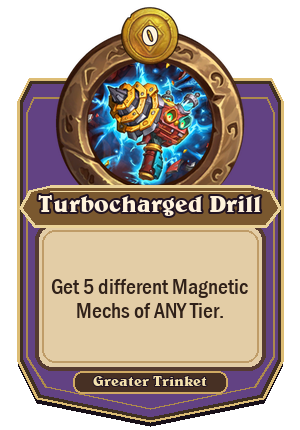 0
Turbocharged Drill
Get 5 different Magnetic
Mechs of ANY Tier.
Greater Trinket